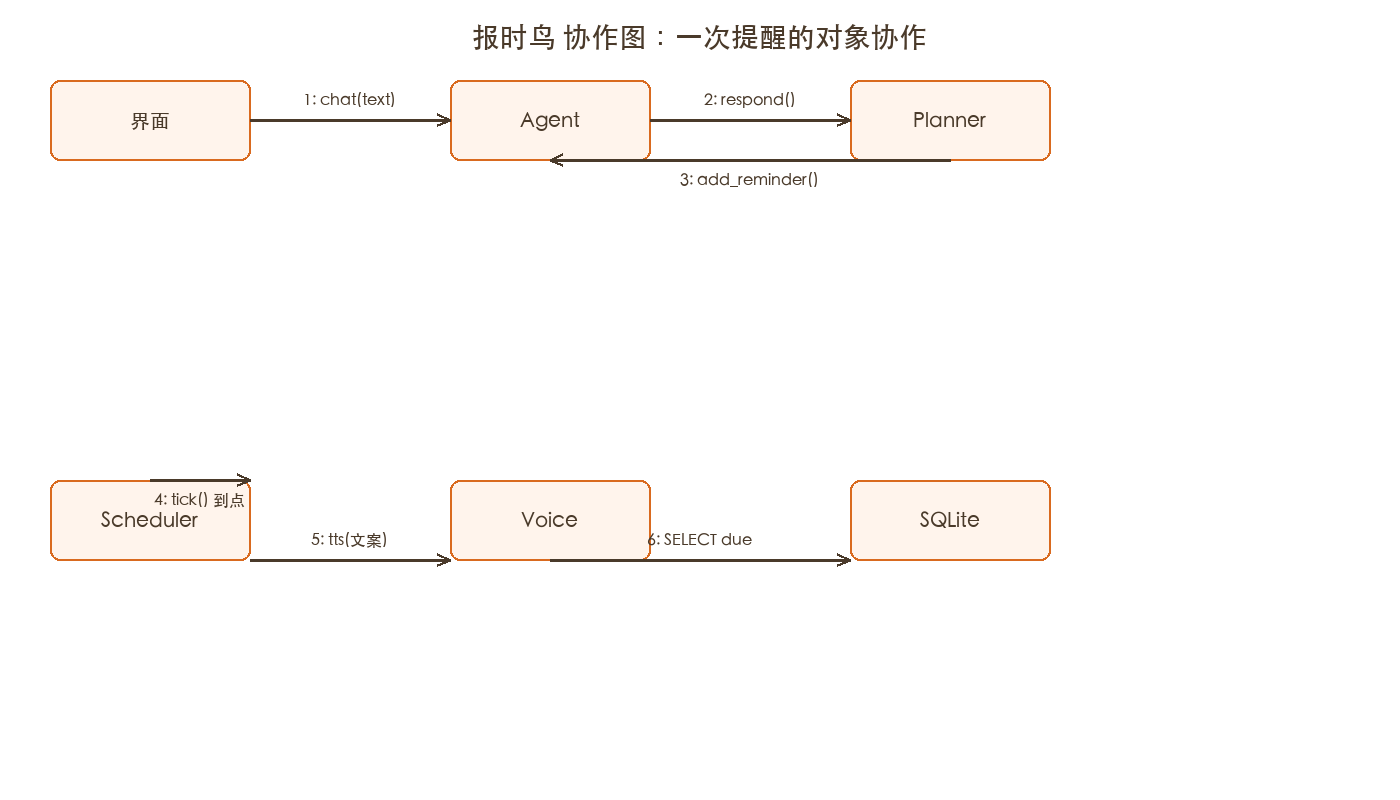 报时鸟 协作图：一次提醒的对象协作
1: chat(text)
2: respond()
界面
Agent
Planner
3: add_reminder()
4: tick() 到点
Scheduler
Voice
SQLite
5: tts(文案)
6: SELECT due